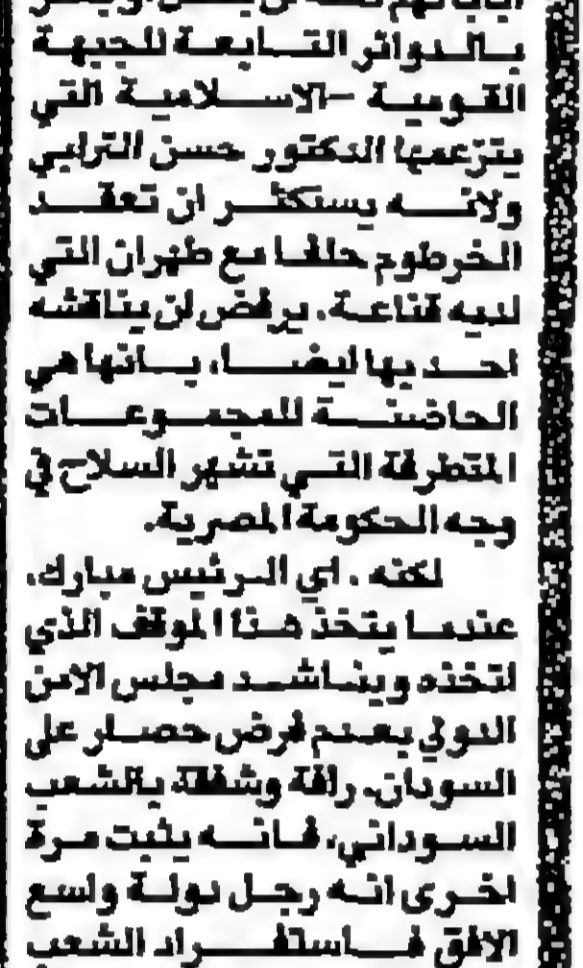 بالدوائر التابعة للجبهة
القومية -الاسلامية التي
يتزعمها الدكتور حسن الترابي
ولانه يستكثر ان تعقد
الخرطوم حلفا مع طهران التي
لديه قناعة، يرفض ان يناقشه
احد بها ايضا، بانها هي
الحاضنة للمجموعات
المتطرفة التي تشهر السلاح في
وجه الحكومة المصرية.
لكنه ، اي الرئيس مبارك،
عندما يتخذ هذا الموقف الذي
اتخذه ويناشد مجلس الامن
الدولي بعدم فرض حصار على
السودان، رافة وشفقة بالشعب
السوداني، فانه يثبت مرة
اخرى انه رجل دولة واسع
الافق فاستفراد الشعب